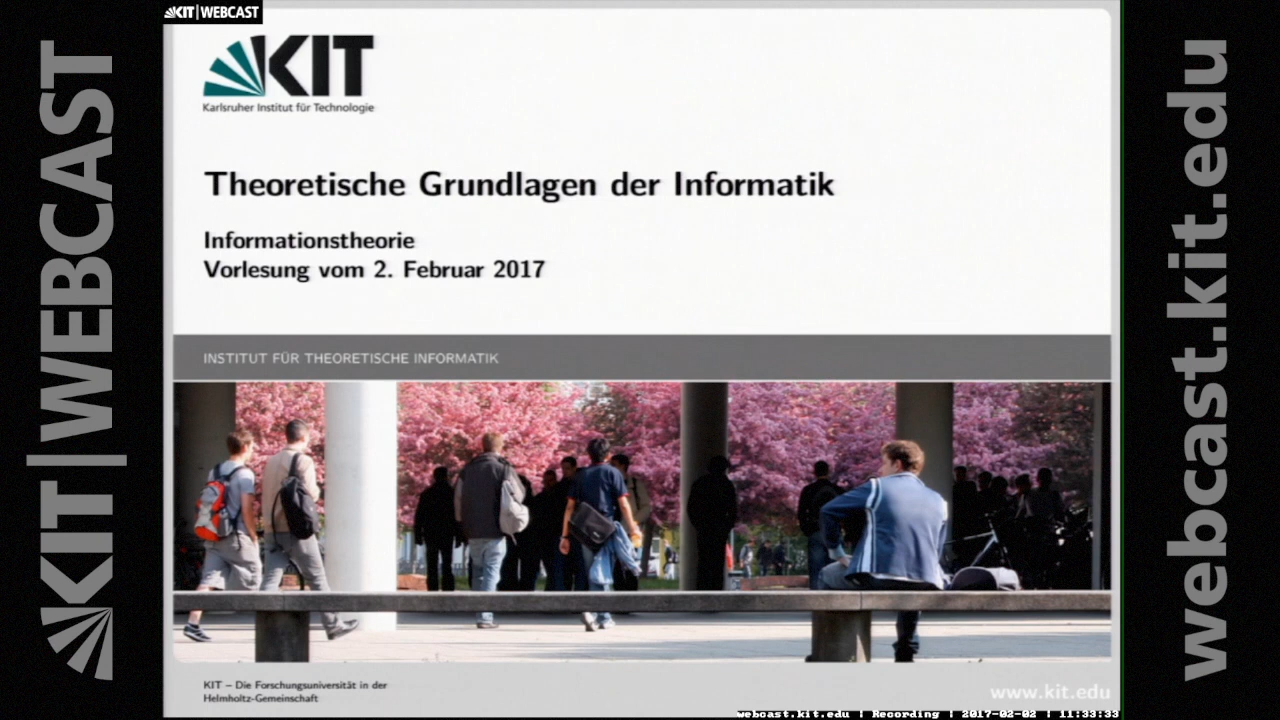 KIT|WEBCAST
KIT
Karlsruher Institut für Technologie
Theoretische Grundlagen der Informatik
Informationstheorie
Vorlesung vom 2. Februar 2017
INSTITUT FÜR THEORETISCHE INFORMATIK
KIT – Die Forschungsuniversität in der
Helmholtz-Gemeinschaft
www.kit.edu
webcast.kit.edu | Recording | 2017-02-02 | 11:33:33
KIT|WEBCAST
webcast.kit.edu